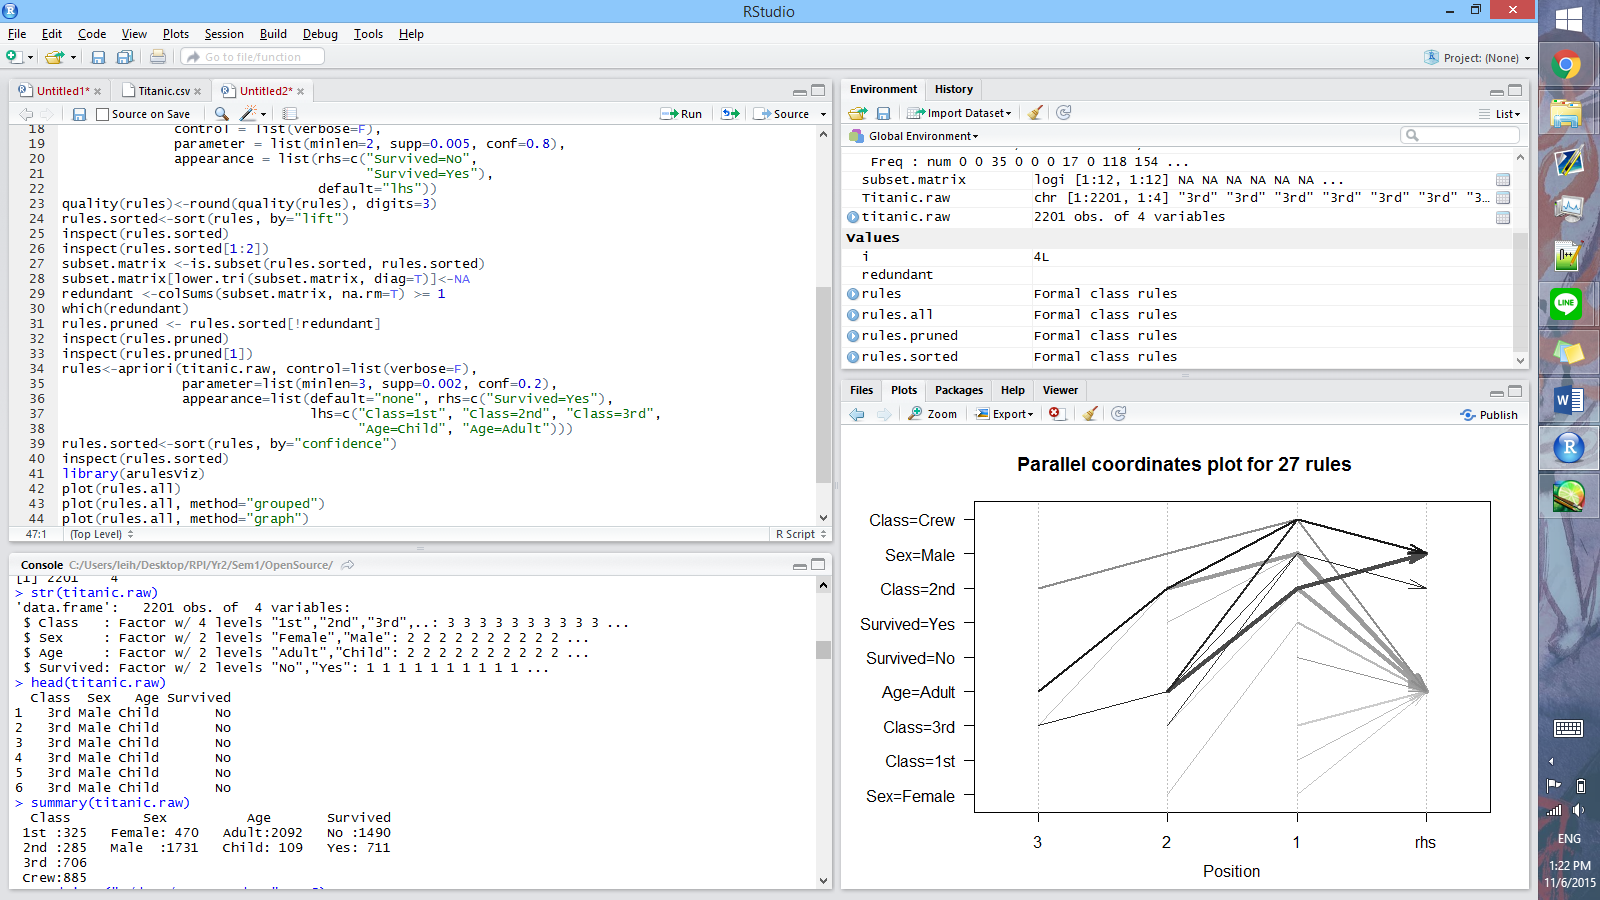 RStudio
File Edit Code View Plots Session Build Debug Tools Help
Go to file/function
Project: (None)
Untitled1* Titanic.csv Untitled2*
Source on Save Run Source
18 control = list(verbose=F),
19 parameter = list(minlen=2, supp=0.005, conf=0.8),
20 appearance = list(rhs=c("Survived=No",
21 "Survived=Yes"),
22 default="lhs"))
23 quality(rules)<-round(quality(rules), digits=3)
24 rules.sorted<-sort(rules, by="lift")
25 inspect(rules.sorted)
26 inspect(rules.sorted[1:2])
27 subset.matrix <-is.subset(rules.sorted, rules.sorted)
28 subset.matrix[lower.tri(subset.matrix, diag=T)]<-NA
29 redundant <-colSums(subset.matrix, na.rm=T) >= 1
30 which(redundant)
31 rules.pruned <- rules.sorted[!redundant]
32 inspect(rules.pruned)
33 inspect(rules.pruned[1])
34 rules<-apriori(titanic.raw, control=list(verbose=F),
35 parameter=list(minlen=3, supp=0.002, conf=0.2),
36 appearance=list(default="none", rhs=c("Survived=Yes"),
37 lhs=c("Class=1st", "Class=2nd", "Class=3rd",
38 "Age=Child", "Age=Adult")))
39 rules.sorted<-sort(rules, by="confidence")
40 inspect(rules.sorted)
41 library(arulesViz)
42 plot(rules.all)
43 plot(rules.all, method="grouped")
44 plot(rules.all, method="graph")
47:1 (Top Level) R Script
Console C:/Users/leih/Desktop/RPI/Yr2/Sem1/OpenSource/
[1] 2201 4
> str(titanic.raw)
'data.frame': 2201 obs. of 4 variables:
$ Class : Factor w/ 4 levels "1st","2nd","3rd",..: 3 3 3 3 3 3 3 3 3 3 ...
$ Sex : Factor w/ 2 levels "Female","Male": 2 2 2 2 2 2 2 2 2 2 ...
$ Age : Factor w/ 2 levels "Adult","Child": 2 2 2 2 2 2 2 2 2 2 ...
$ Survived: Factor w/ 2 levels "No","Yes": 1 1 1 1 1 1 1 1 1 1 ...
> head(titanic.raw)
Class Sex Age Survived
1 3rd Male Child No
2 3rd Male Child No
3 3rd Male Child No
4 3rd Male Child No
5 3rd Male Child No
6 3rd Male Child No
> summary(titanic.raw)
Class Sex Age Survived
1st :325 Female: 470 Adult:2092 No :1490
2nd :285 Male :1731 Child: 109 Yes: 711
3rd :706
Crew:885
Environment History
Import Dataset List
Global Environment
Freq : num 0 0 35 0 0 0 17 0 118 154 ...
subset.matrix logi [1:12, 1:12] NA NA NA NA NA NA ...
Titanic.raw chr [1:2201, 1:4] "3rd" "3rd" "3rd" "3rd" "3rd" "3rd" "3...
titanic.raw 2201 obs. of 4 variables
Values
i 4L
redundant
rules Formal class rules
rules.all Formal class rules
rules.pruned Formal class rules
rules.sorted Formal class rules
Files Plots Packages Help Viewer
Zoom Export Publish
Parallel coordinates plot for 27 rules
Class=Crew
Sex=Male
Class=2nd
Survived=Yes
Survived=No
Age=Adult
Class=3rd
Class=1st
Sex=Female
3 2 1 rhs
Position
LINE
ENG
1:22 PM
11/6/2015